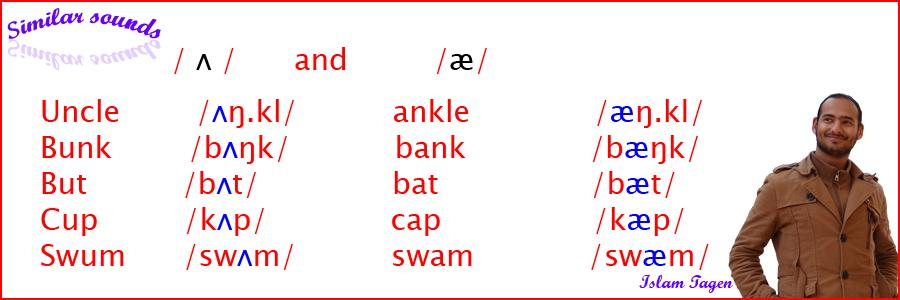 Similar sounds
/ ʌ / and /æ/
Uncle /ʌŋ.kl/ ankle /æŋ.kl/
Bunk /bʌŋk/ bank /bæŋk/
But /bʌt/ bat /bæt/
Cup /kʌp/ cap /kæp/
Swum /swʌm/ swam /swæm/
Islam Tagen